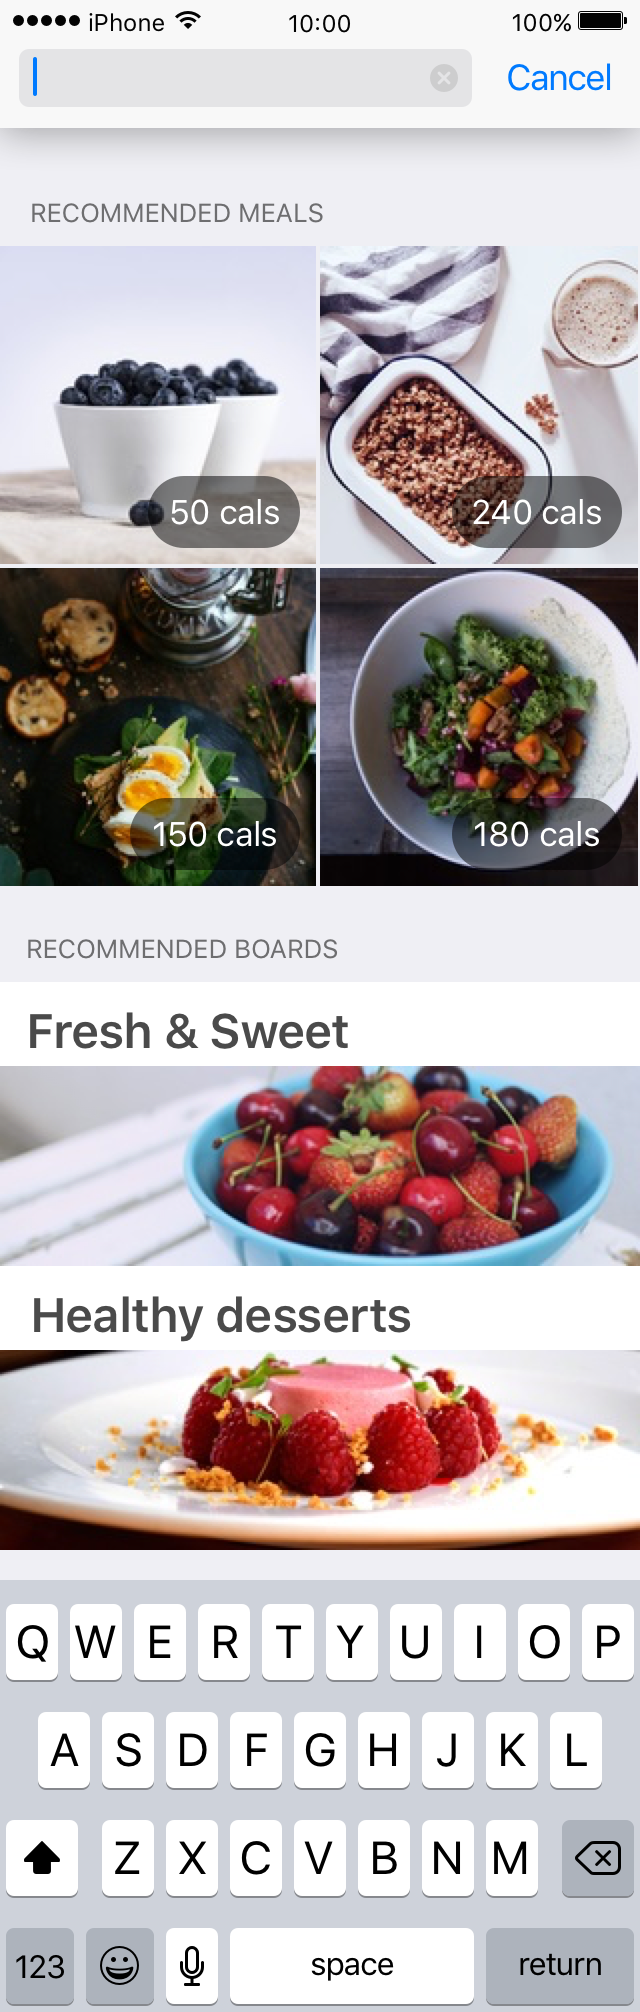 iPhone 10:00 100%
Cancel
RECOMMENDED MEALS
50 cals
240 cals
150 cals
180 cals
RECOMMENDED BOARDS
Fresh & Sweet
Healthy desserts
Q W E R T Y U I O P
A S D F G H J K L
Z X C V B N M
123 space return